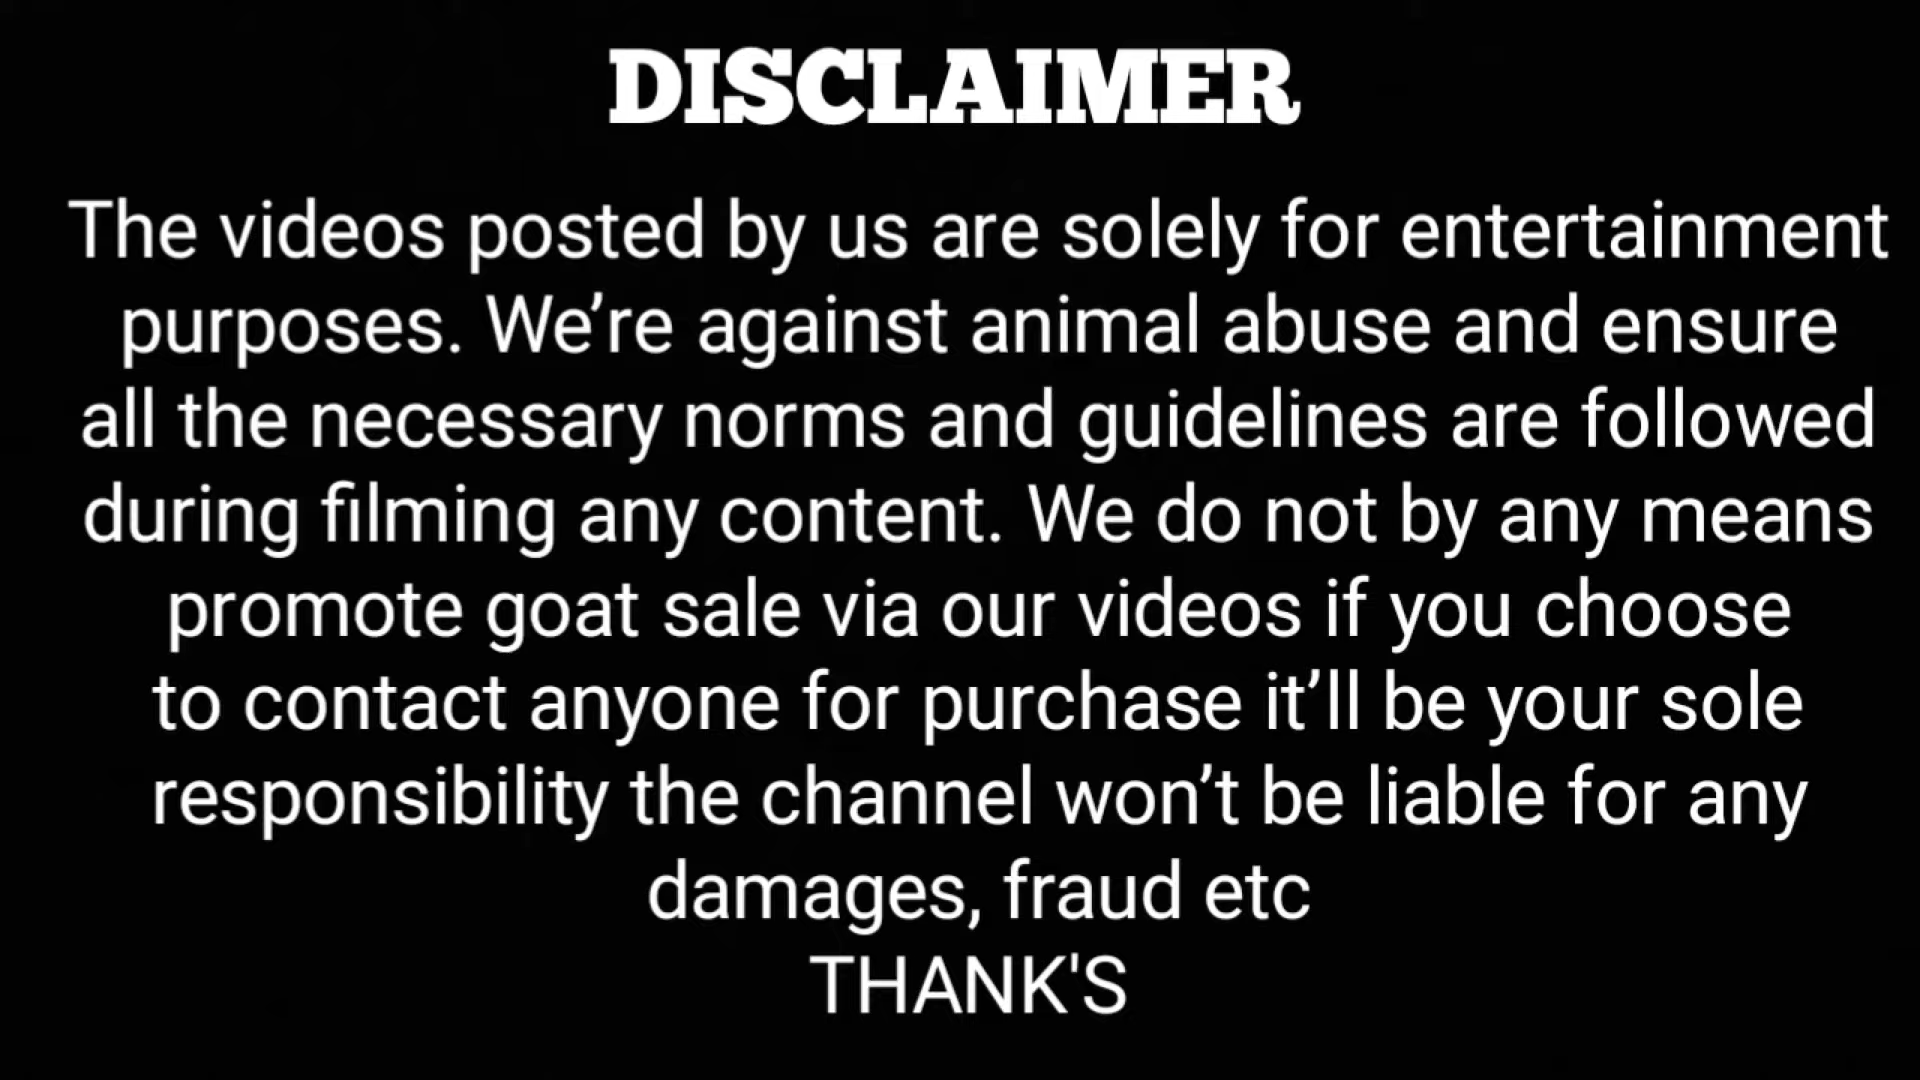 DISCLAIMER
The videos posted by us are solely for entertainment
purposes. We’re against animal abuse and ensure
all the necessary norms and guidelines are followed
during filming any content. We do not by any means
promote goat sale via our videos if you choose
to contact anyone for purchase it’ll be your sole
responsibility the channel won’t be liable for any
damages, fraud etc
THANK'S